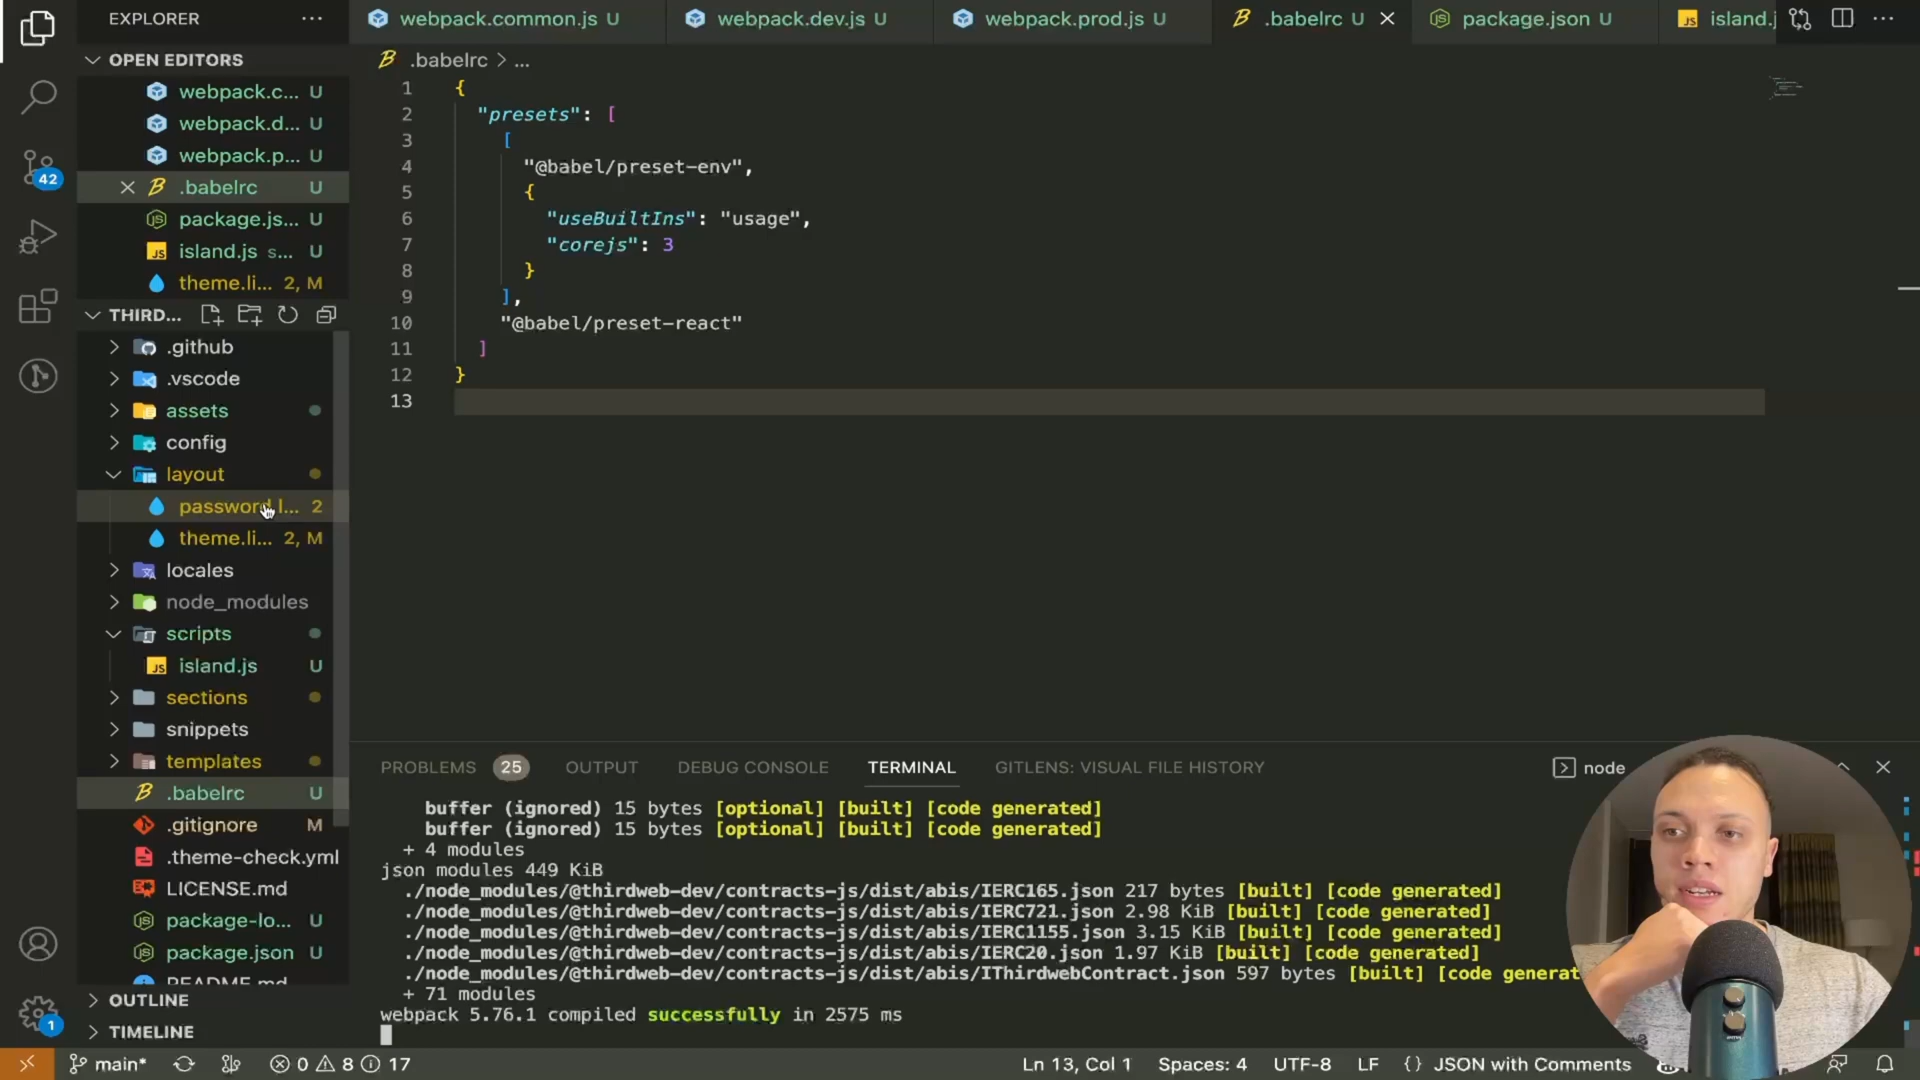 EXPLORER
webpack.common.js U
webpack.dev.js U
webpack.prod.js U
.babelrc U
package.json U
island.j
OPEN EDITORS
webpack.c... U
webpack.d... U
webpack.p... U
.babelrc U
package.js... U
island.js s... U
theme.li... 2, M
THIRD...
.github
.vscode
assets
config
layout
password.l... 2
theme.li... 2, M
locales
node_modules
scripts
island.js U
sections
snippets
templates
.babelrc U
.gitignore M
.theme-check.yml
LICENSE.md
package-lo... U
package.json U
README.md
OUTLINE
TIMELINE
42
1
.babelrc > ...
1 {
2 "presets": [
3 [
4 "@babel/preset-env",
5 {
6 "useBuiltIns": "usage",
7 "corejs": 3
8 }
9 ],
10 "@babel/preset-react"
11 ]
12 }
13
PROBLEMS 25 OUTPUT DEBUG CONSOLE TERMINAL GITLENS: VISUAL FILE HISTORY
node
buffer (ignored) 15 bytes [optional] [built] [code generated]
buffer (ignored) 15 bytes [optional] [built] [code generated]
+ 4 modules
json modules 449 KiB
./node_modules/@thirdweb-dev/contracts-js/dist/abis/IERC165.json 217 bytes [built] [code generated]
./node_modules/@thirdweb-dev/contracts-js/dist/abis/IERC721.json 2.98 KiB [built] [code generated]
./node_modules/@thirdweb-dev/contracts-js/dist/abis/IERC1155.json 3.15 KiB [built] [code generated]
./node_modules/@thirdweb-dev/contracts-js/dist/abis/IERC20.json 1.97 KiB [built] [code generated]
./node_modules/@thirdweb-dev/contracts-js/dist/abis/IThirdwebContract.json 597 bytes [built] [code generat
+ 71 modules
webpack 5.76.1 compiled successfully in 2575 ms
main* 0 8 17
Ln 13, Col 1 Spaces: 4 UTF-8 LF {} JSON with Comments